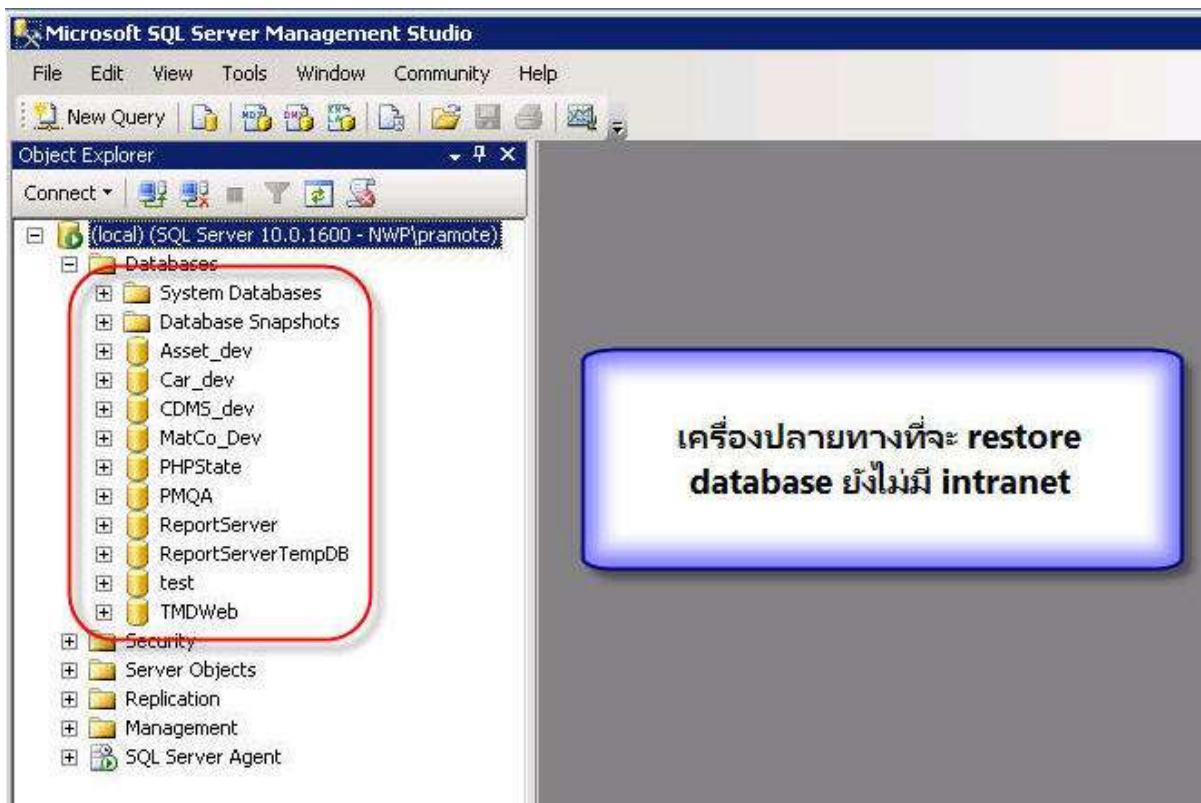 Microsoft SQL Server Management Studio
File Edit View Tools Window Community Help
New Query
Object Explorer
Connect
(local) (SQL Server 10.0.1600 - NWP\pramote)
Databases
System Databases
Database Snapshots
Asset_dev
Car_dev
CDMS_dev
MatCo_Dev
PHPState
PMQA
ReportServer
ReportServerTempDB
test
TMDWeb
Security
Server Objects
Replication
Management
SQL Server Agent
เครื่องปลายทางที่จะ restore
database ยังไม่มี intranet